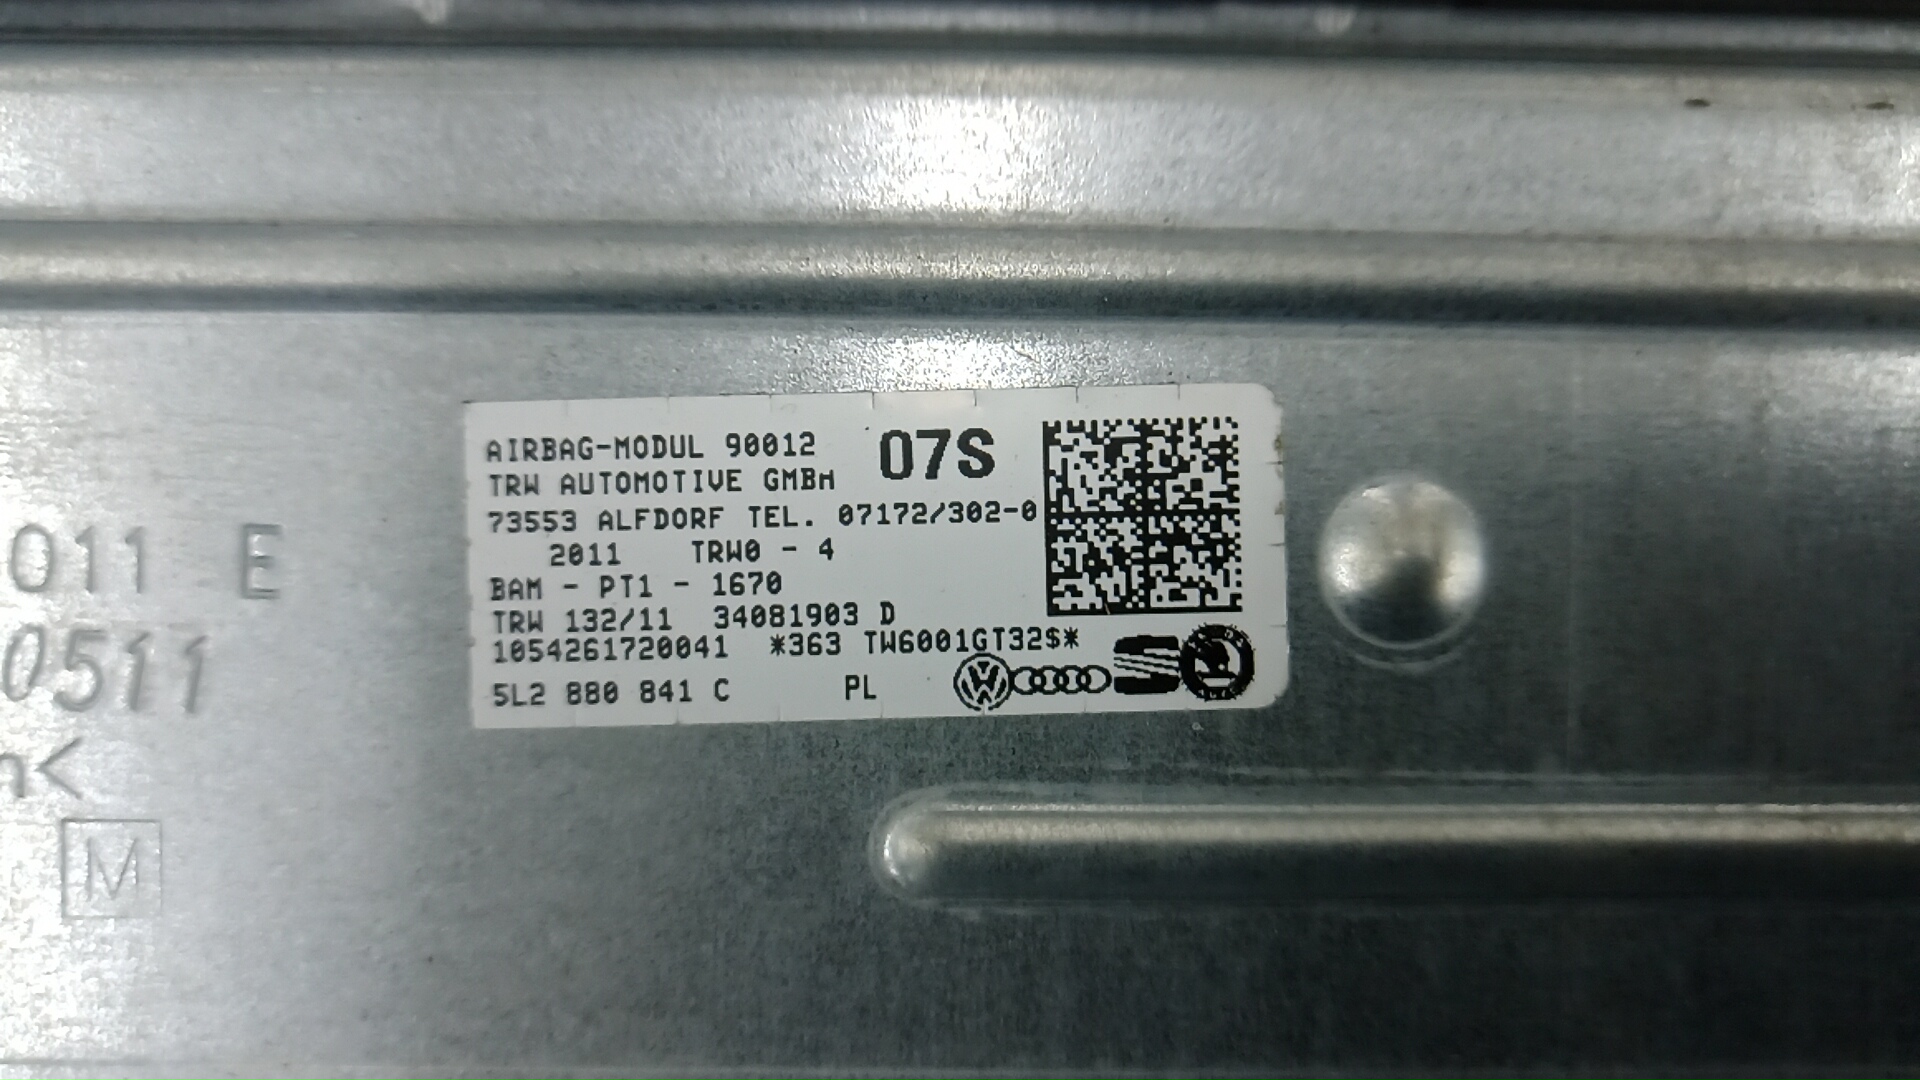 AIRBAG-MODUL 90012 07S
TRW AUTOMOTIVE GMBH
73553 ALFDORF TEL. 07172/302-0
2011 TRW0 - 4
BAM - PT1 - 1670
TRW 132/11 34081903 D
1054261720041 *363 TW6001GT32$*
5L2 880 841 C PL
011 E
0511
n<
M